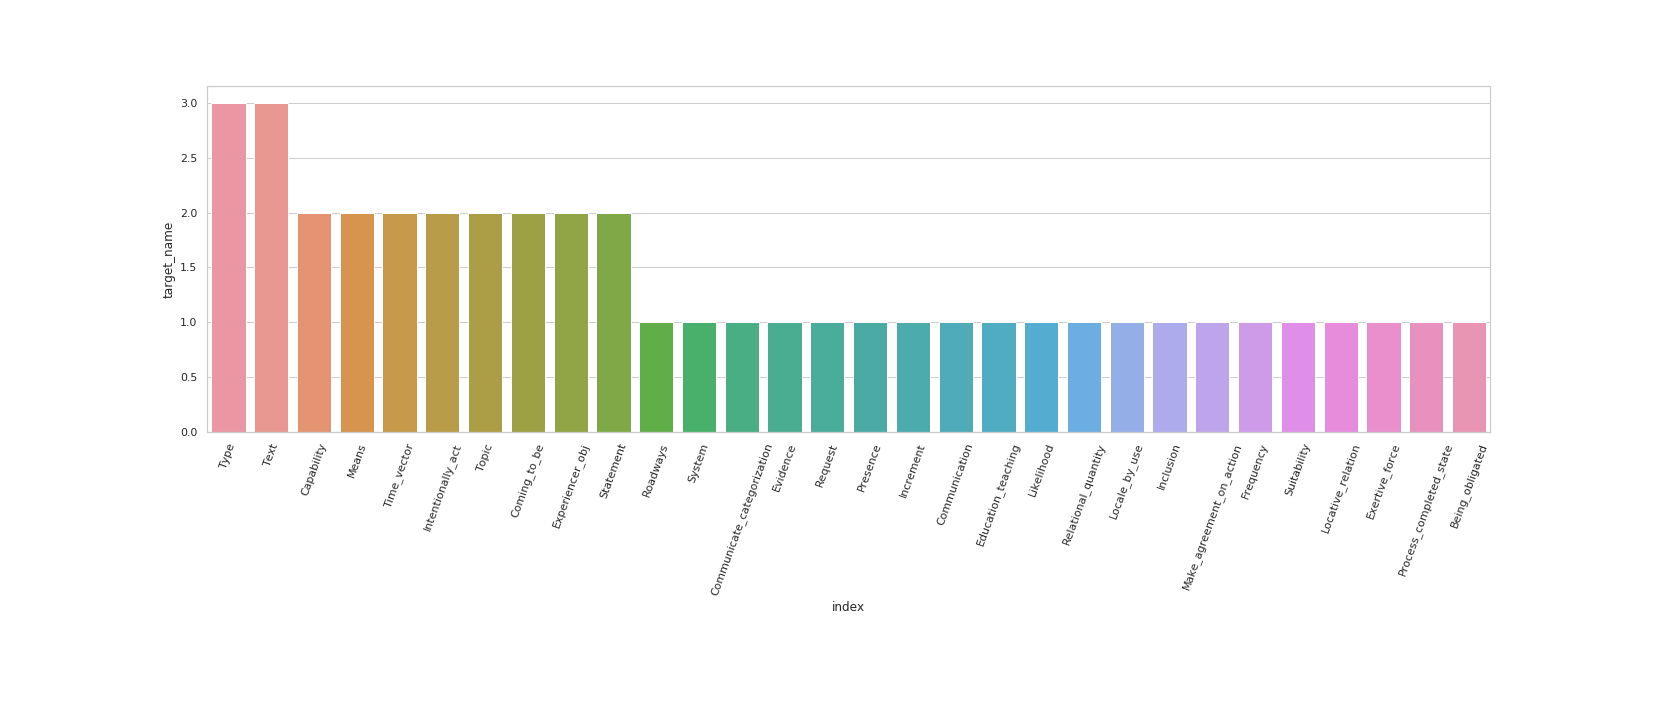 3.0
2.5
2.0
1.5
1.0
0.5
0.0
target_name
Type
Text
Capability
Means
Time_vector
Intentionally_act
Topic
Coming_to_be
Experiencer_obj
Statement
Roadways
System
Communicate_categorization
Evidence
Request
Presence
Increment
Communication
Education_teaching
Likelihood
Relational_quantity
Locale_by_use
Inclusion
Make_agreement_on_action
Frequency
Suitability
Locative_relation
Exertive_force
Process_completed_state
Being_obligated
index